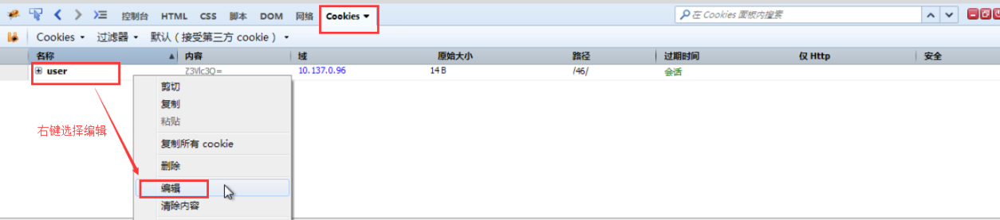 控制台 HTML CSS 脚本 DOM 网络 Cookies 在 Cookies 面板内搜索
Cookies 过滤器 默认（接受第三方 cookie）
名称 内容 域 原始大小 路径 过期时间 仅 Http 安全
user Z3Vlc3Q= 10.137.0.96 14 B /46/ 会话
剪切
复制
粘贴
右键选择编辑
复制所有 cookie
删除
编辑
清除内容